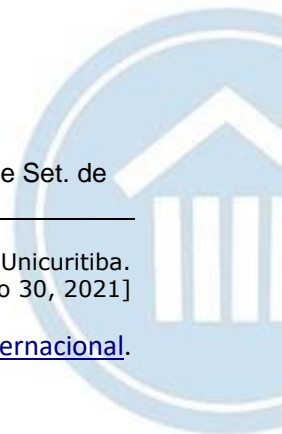 e Set. de
Unicuritiba.
o 30, 2021]
ernacional.